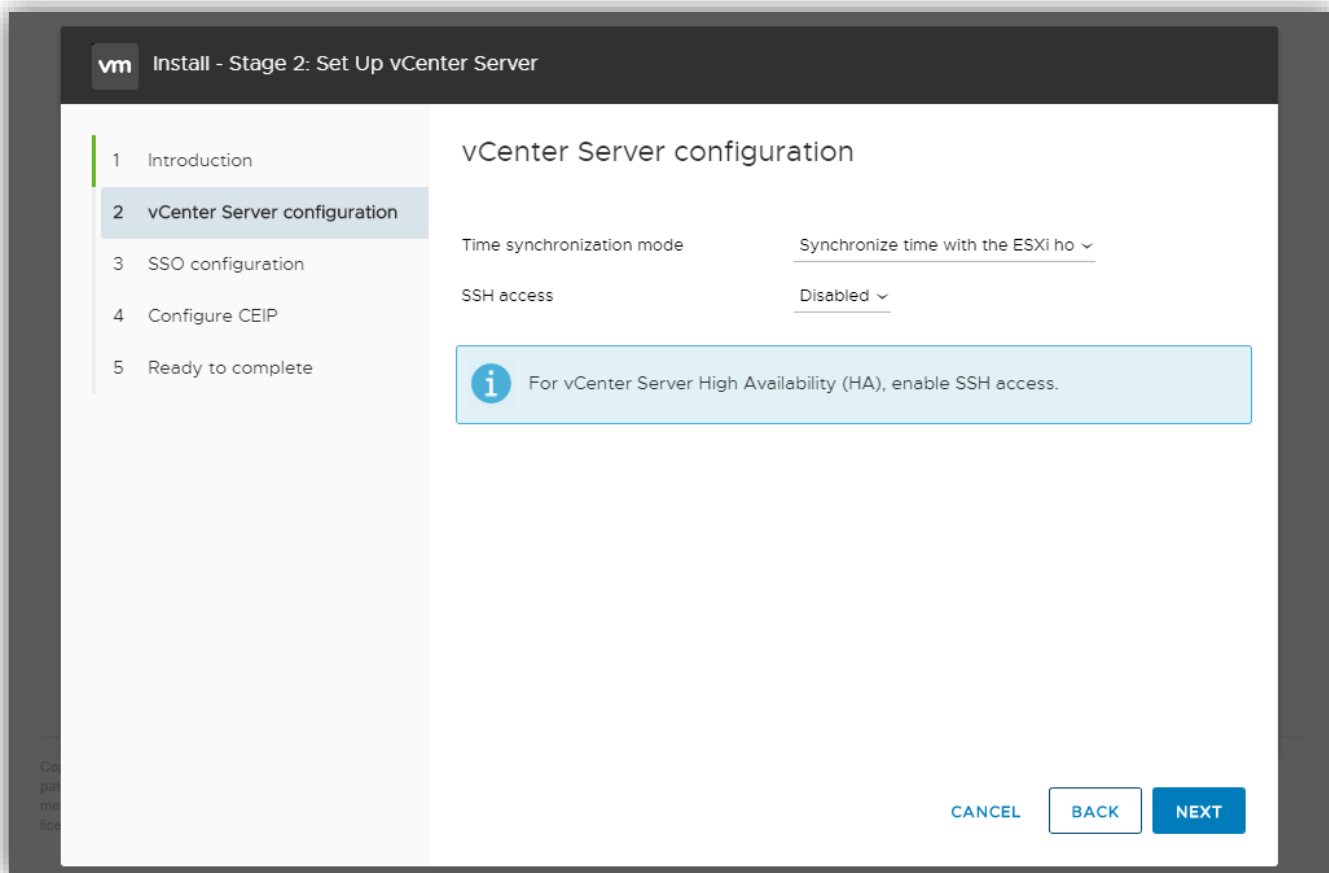 vm Install - Stage 2: Set Up vCenter Server
1 Introduction
2 vCenter Server configuration
3 SSO configuration
4 Configure CEIP
5 Ready to complete
vCenter Server configuration
Time synchronization mode Synchronize time with the ESXi ho
SSH access Disabled
i For vCenter Server High Availability (HA), enable SSH access.
CANCEL BACK NEXT